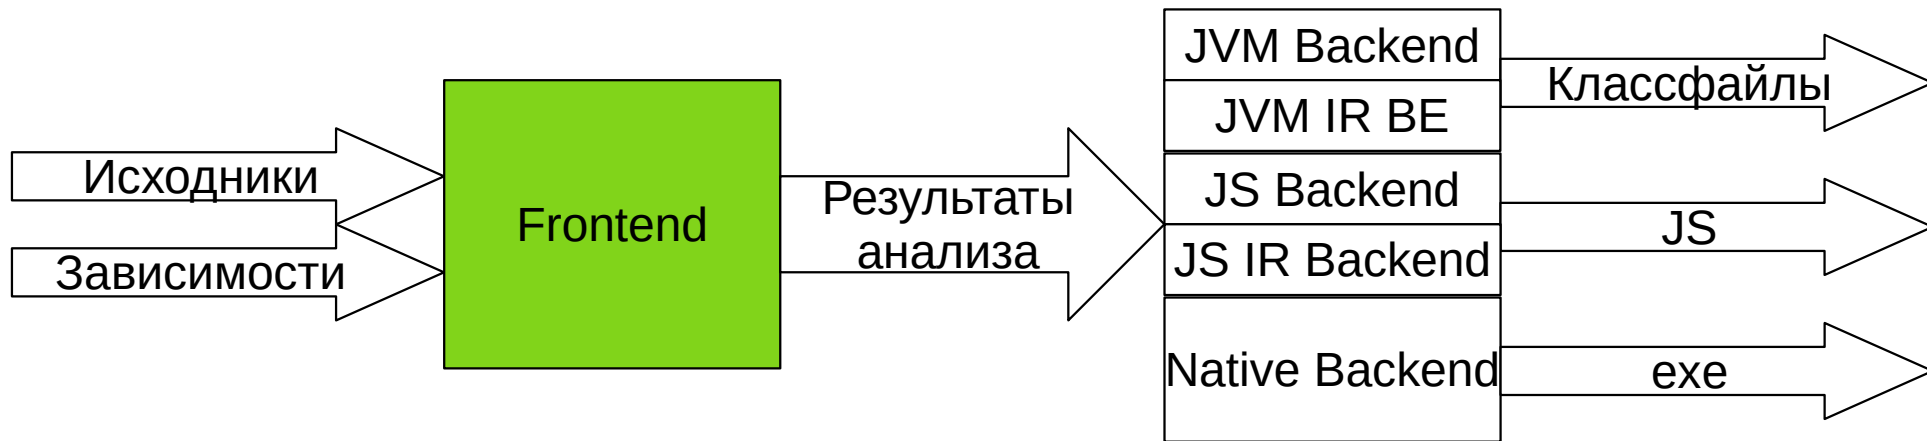 Исходники
Зависимости
Frontend
Результаты
анализа
JVM Backend
JVM IR BE
JS Backend
JS IR Backend
Native Backend
Классфайлы
JS
exe